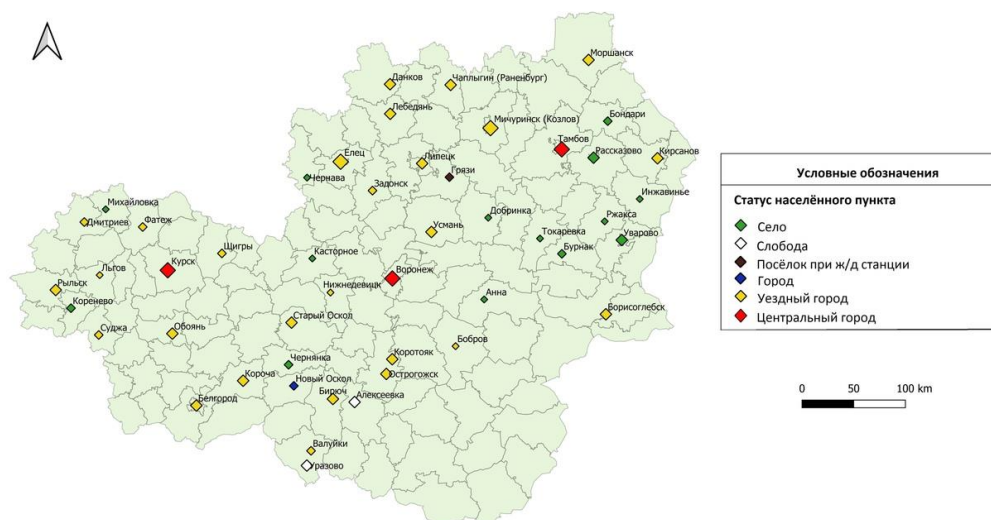 Моршанск
Данков
Чаплыгин (Раненбург)
Лебедянь
Бондари
Мичуринск (Козлов)
Тамбов
Рассказово
Кирсанов
Елец
Липецк
Грязи
Чернава
Задонск
Инжавинье
Михайловка
Дмитриев
Фатеж
Добринка
Ржакса
Усмань
Токаревка
Уварово
Щигры
Касторное
Бурнак
Льгов
Курск
Воронеж
Рыльск
Нижнедевицк
Анна
Коренево
Борисоглебск
Суджа
Обоянь
Старый Оскол
Бобров
Чернянка
Коротояк
Короча
Новый Оскол
Острогожск
Бирюч
Алексеевка
Белгород
Валуйки
Уразово
Условные обозначения
Статус населённого пункта
Село
Слобода
Посёлок при ж/д станции
Город
Уездный город
Центральный город
0 50 100 km